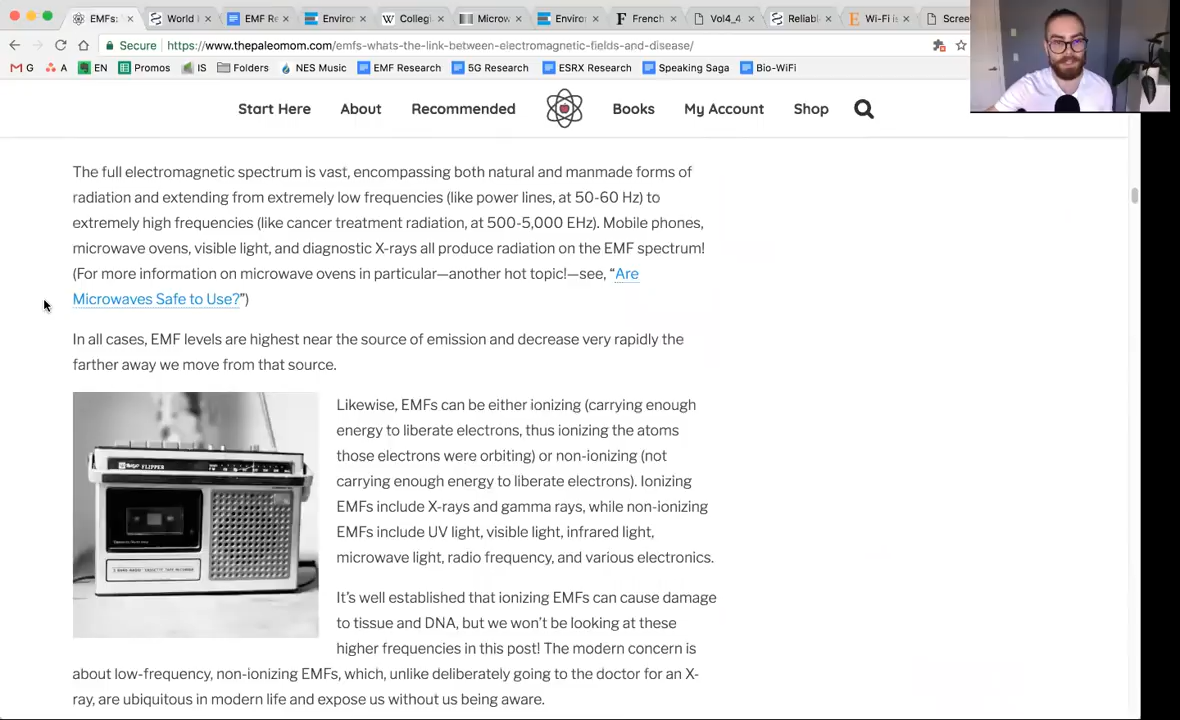 EMFs:
World
EMF Re
Environ
Colleg
Microw
Environ
French
Vol4_4
Reliabl
Wi-Fi is
Scree
Secure
https://www.thepaleomom.com/emfs-whats-the-link-between-electromagnetic-fields-and-disease/
G
A
EN
Promos
IS
Folders
NES Music
EMF Research
5G Research
ESRX Research
Speaking Saga
Bio-WiFi
Start Here
About
Recommended
Books
My Account
Shop
The full electromagnetic spectrum is vast, encompassing both natural and manmade forms of
radiation and extending from extremely low frequencies (like power lines, at 50-60 Hz) to
extremely high frequencies (like cancer treatment radiation, at 500-5,000 EHz). Mobile phones,
microwave ovens, visible light, and diagnostic X-rays all produce radiation on the EMF spectrum!
(For more information on microwave ovens in particular—another hot topic!—see, “Are
Microwaves Safe to Use?”)
In all cases, EMF levels are highest near the source of emission and decrease very rapidly the
farther away we move from that source.
Likewise, EMFs can be either ionizing (carrying enough
energy to liberate electrons, thus ionizing the atoms
those electrons were orbiting) or non-ionizing (not
carrying enough energy to liberate electrons). Ionizing
EMFs include X-rays and gamma rays, while non-ionizing
EMFs include UV light, visible light, infrared light,
microwave light, radio frequency, and various electronics.
It’s well established that ionizing EMFs can cause damage
to tissue and DNA, but we won’t be looking at these
higher frequencies in this post! The modern concern is
about low-frequency, non-ionizing EMFs, which, unlike deliberately going to the doctor for an X-
ray, are ubiquitous in modern life and expose us without us being aware.
FLIPPER